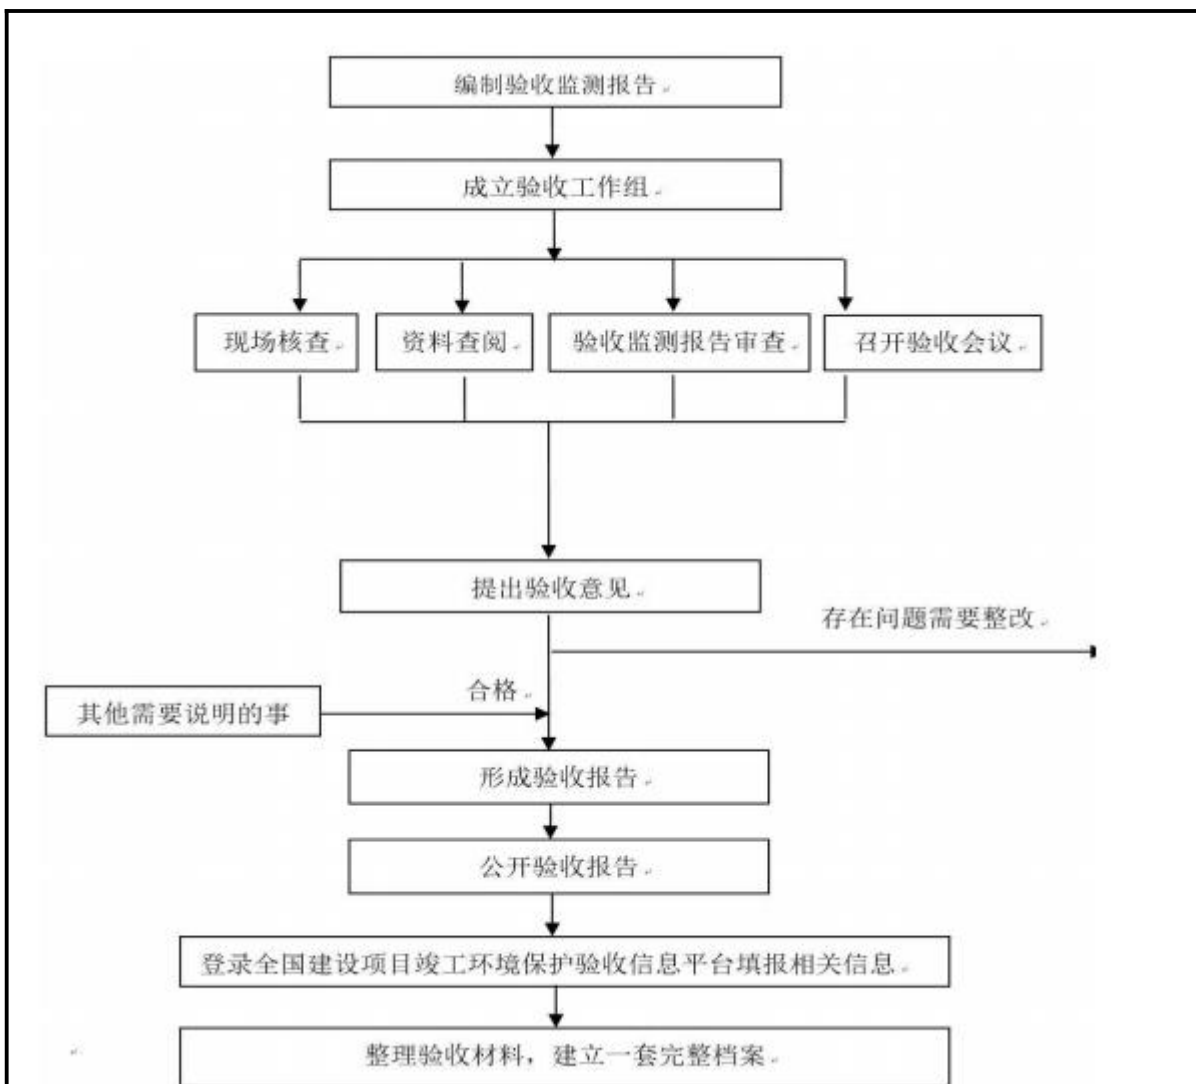 编制验收监测报告
成立验收工作组
现场核查
资料查阅
验收监测报告审查
召开验收会议
提出验收意见
存在问题需要整改
合格
其他需要说明的事
形成验收报告
公开验收报告
登录全国建设项目竣工环境保护验收信息平台填报相关信息
整理验收材料，建立一套完整档案